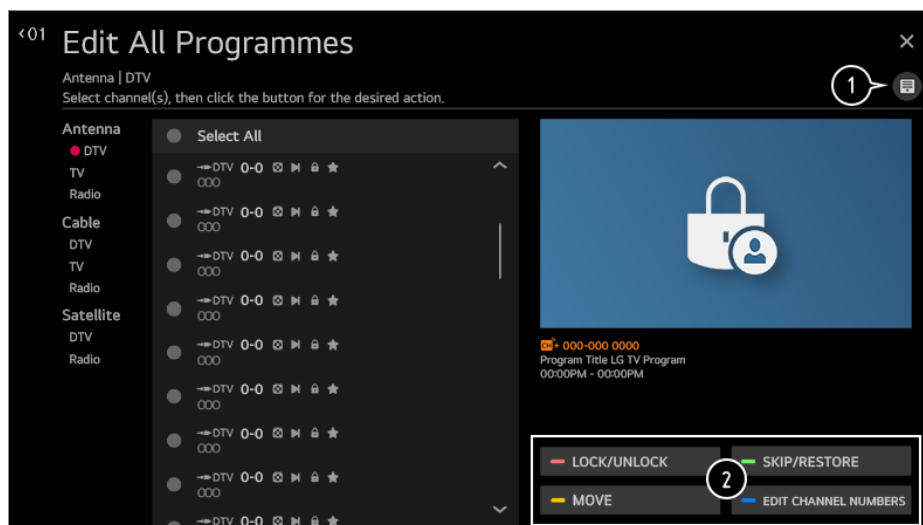 ‹01 Edit All Programmes
Antenna | DTV
Select channel(s), then click the button for the desired action.
1
Antenna
DTV
TV
Radio
Cable
DTV
TV
Radio
Satellite
DTV
Radio
Select All
DTV 0-0
000
DTV 0-0
000
DTV 0-0
000
DTV 0-0
000
DTV 0-0
000
DTV 0-0
000
DTV 0-0
000
DTV 0-0
000
DTV 0-0
CH+ 000-000 0000
Program Title LG TV Program
00:00PM - 00:00PM
LOCK/UNLOCK
SKIP/RESTORE
2
MOVE
EDIT CHANNEL NUMBERS